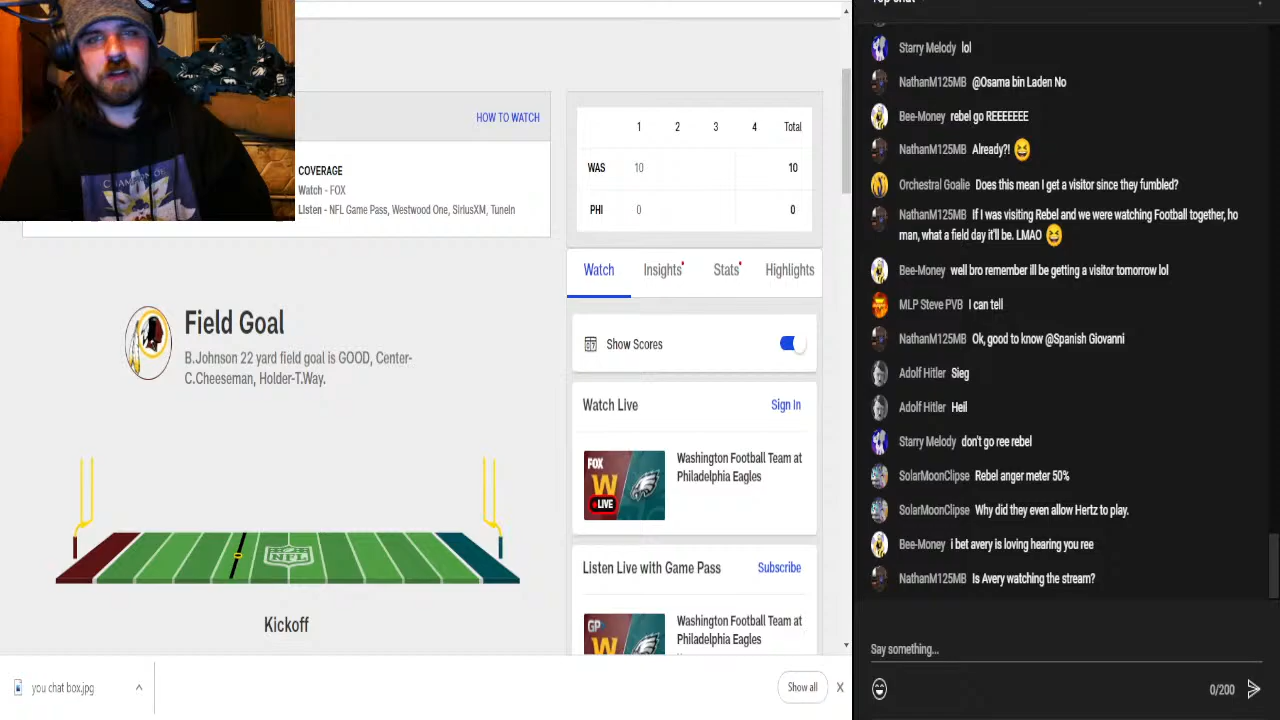 CHAMPION OF
HOW TO WATCH
COVERAGE
Watch - FOX
Listen - NFL Game Pass, Westwood One, SiriusXM, TuneIn
1 2 3 4 Total
WAS 10 10
PHI 0 0
Watch Insights Stats Highlights
Field Goal
B.Johnson 22 yard field goal is GOOD, Center-
C.Cheeseman, Holder-T.Way.
Show Scores
Watch Live Sign In
FOX
W
LIVE
Washington Football Team at
Philadelphia Eagles
NFL
Kickoff
Listen Live with Game Pass Subscribe
GP
W
Washington Football Team at
Philadelphia Eagles
you chat box.jpg
Show all X
Top chat
Starry Melody lol
NathanM125MB @Osama bin Laden No
Bee-Money rebel go REEEEEEE
NathanM125MB Already?!
Orchestral Goalie Does this mean I get a visitor since they fumbled?
NathanM125MB If I was visiting Rebel and we were watching Football together, ho
man, what a field day it'll be. LMAO
Bee-Money well bro remember ill be getting a visitor tomorrow lol
MLP Steve PVB I can tell
NathanM125MB Ok, good to know @Spanish Giovanni
Adolf Hitler Sieg
Adolf Hitler Heil
Starry Melody don't go ree rebel
SolarMoonClipse Rebel anger meter 50%
SolarMoonClipse Why did they even allow Hertz to play.
Bee-Money i bet avery is loving hearing you ree
NathanM125MB Is Avery watching the stream?
Say something...
0/200